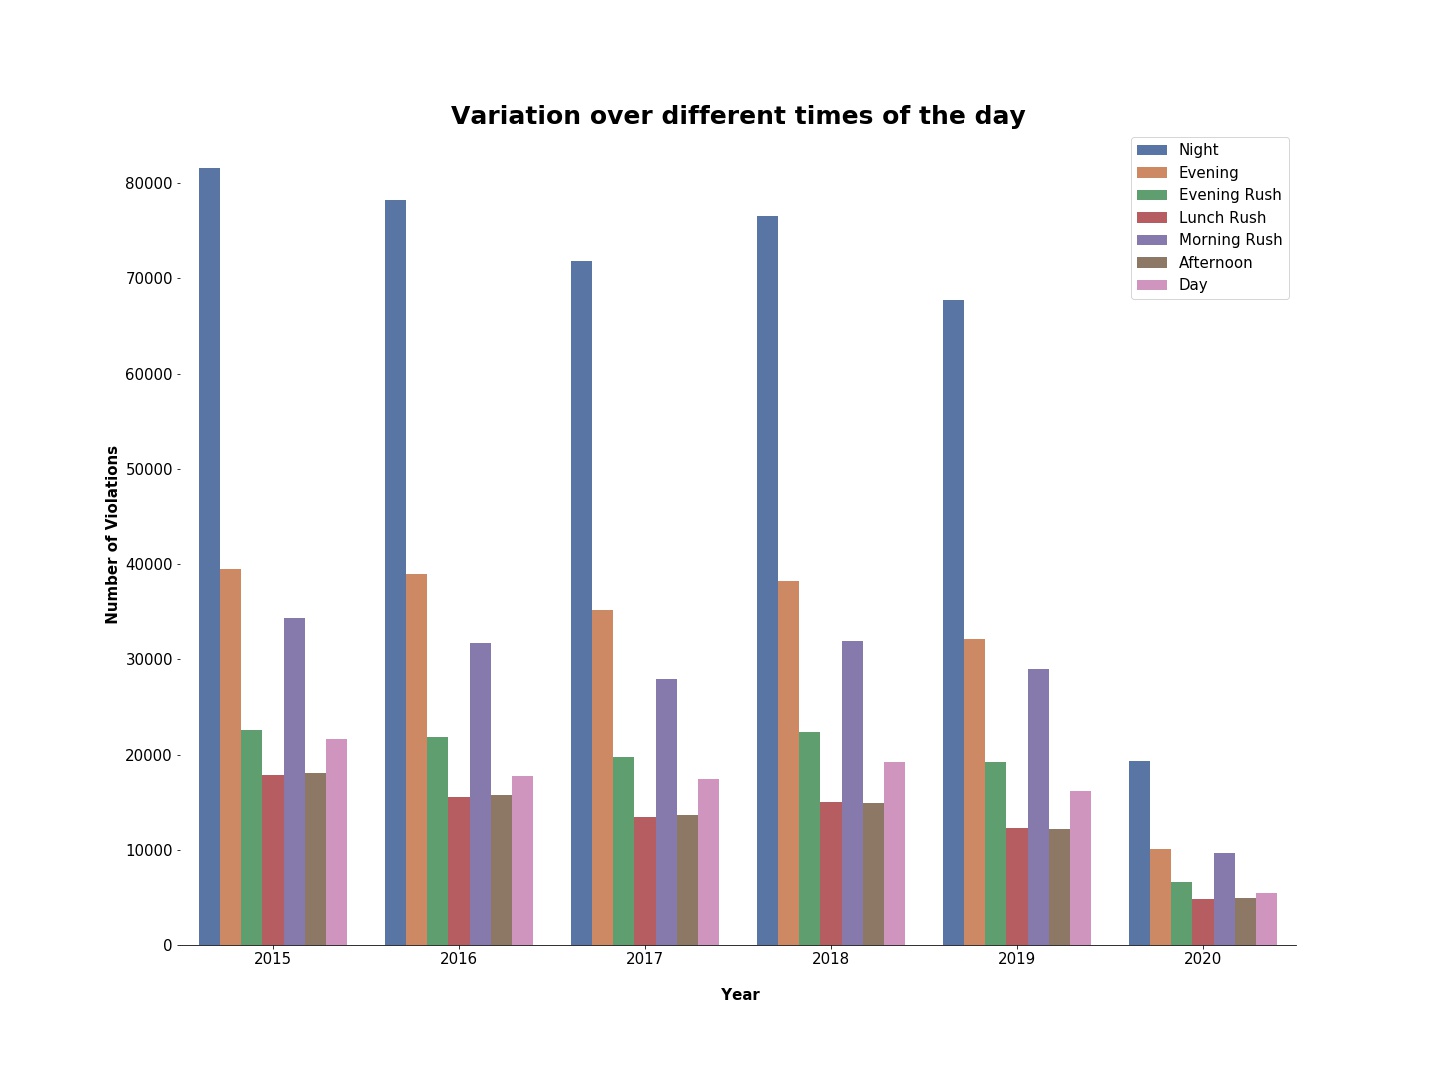 Variation over different times of the day
Night
Evening
Evening Rush
Lunch Rush
Morning Rush
Afternoon
Day
80000
70000
60000
50000
40000
30000
20000
10000
0
Number of Violations
2015 2016 2017 2018 2019 2020
Year